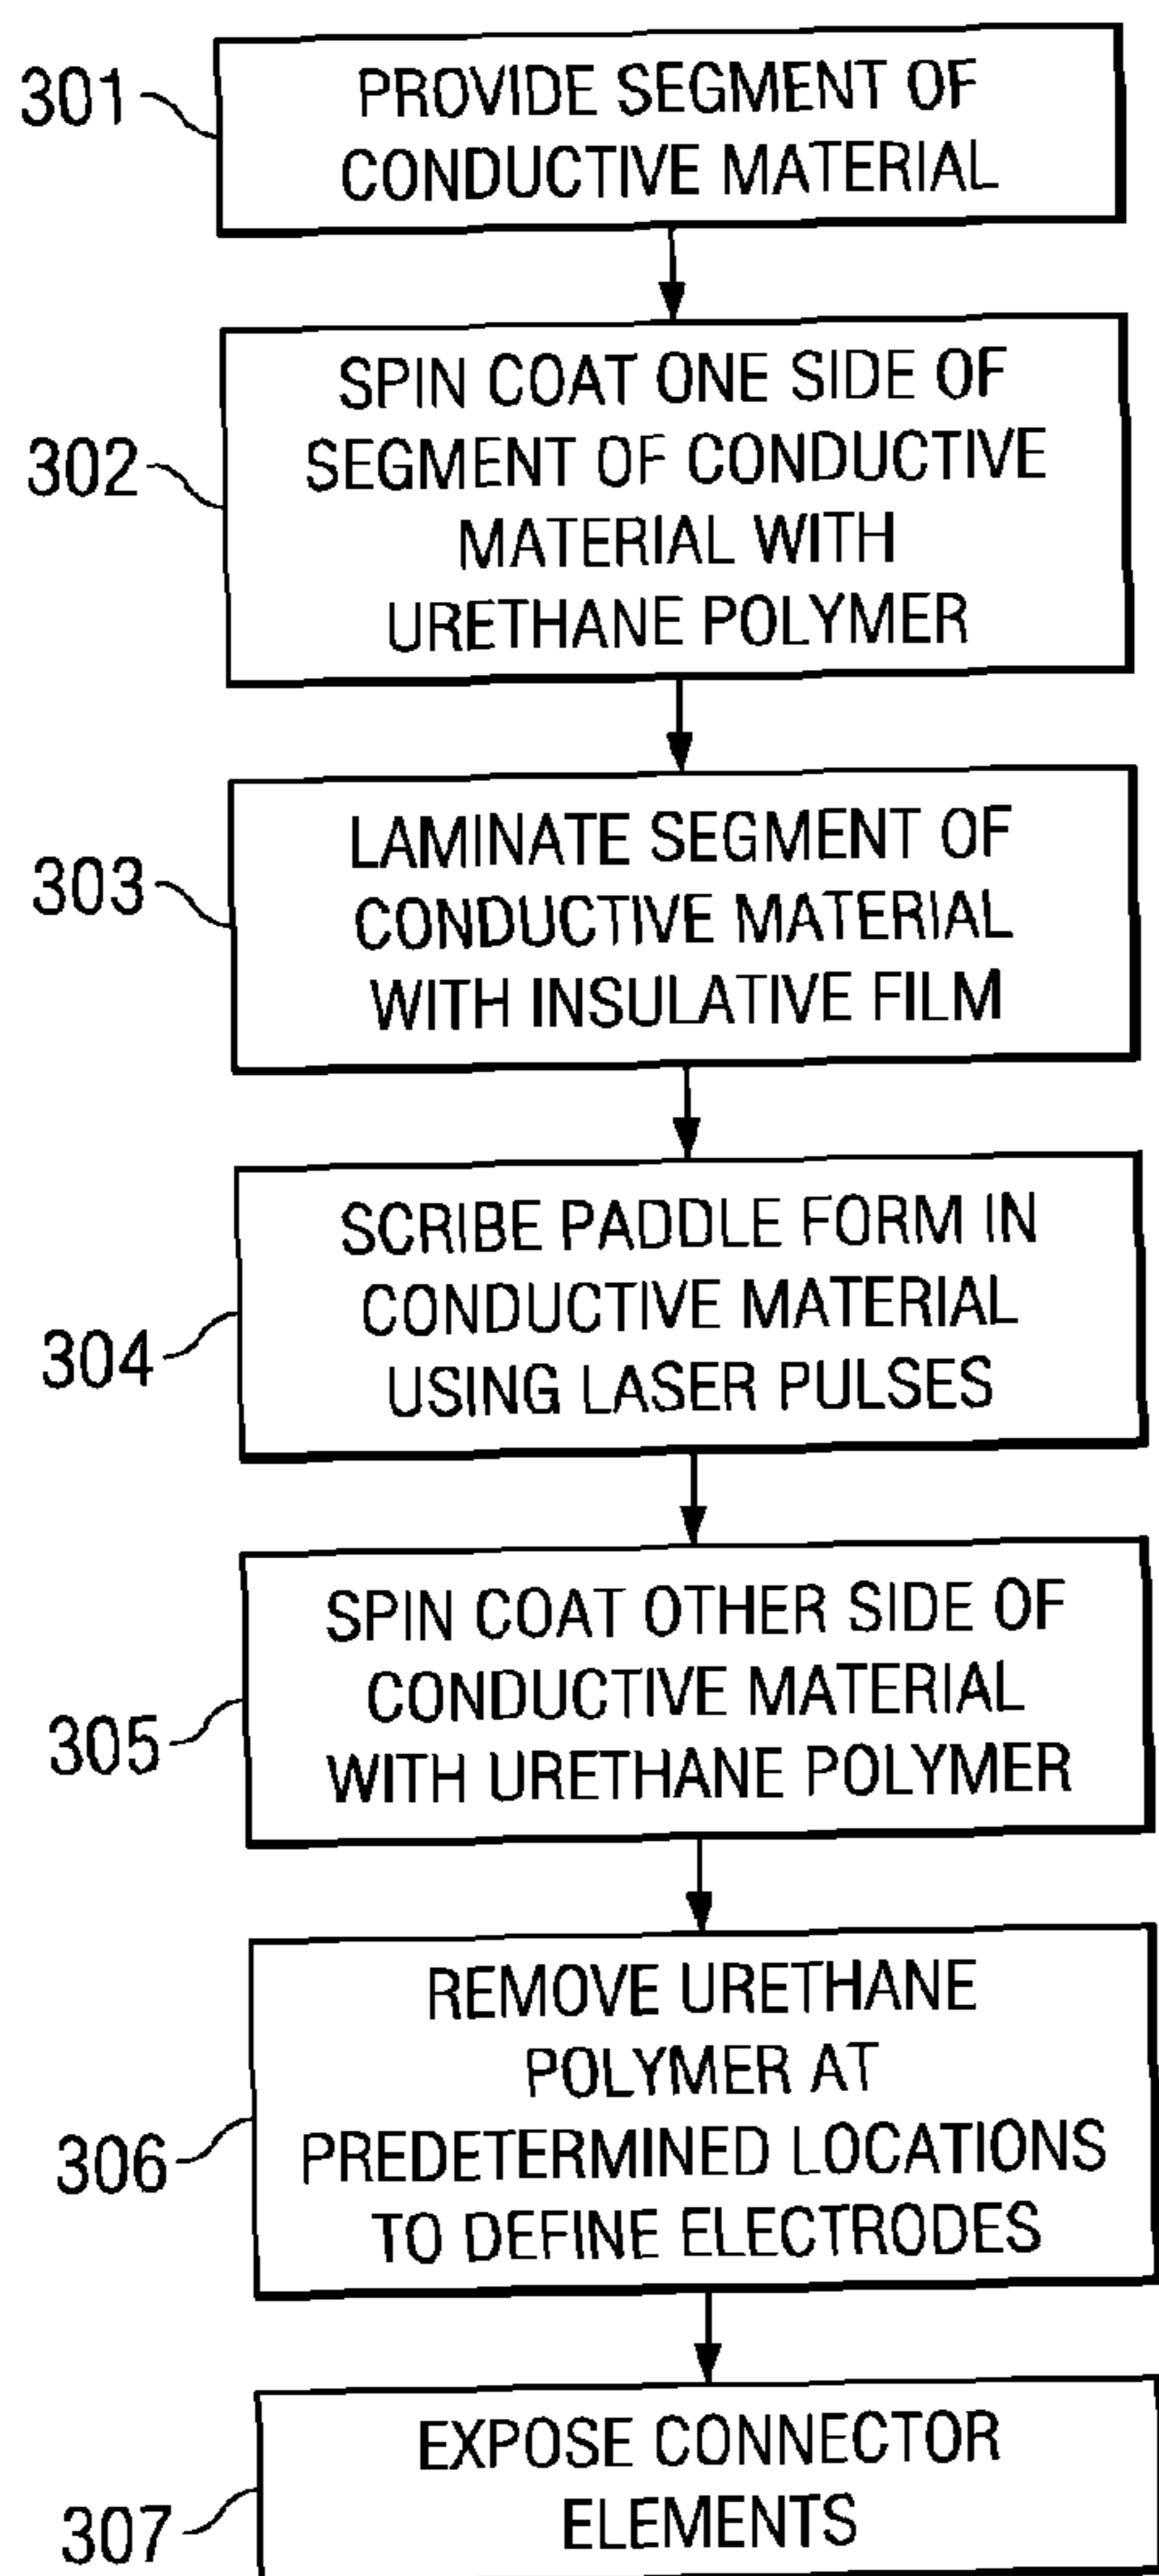 301
PROVIDE SEGMENT OF
CONDUCTIVE MATERIAL
302
SPIN COAT ONE SIDE OF
SEGMENT OF CONDUCTIVE
MATERIAL WITH
URETHANE POLYMER
303
LAMINATE SEGMENT OF
CONDUCTIVE MATERIAL
WITH INSULATIVE FILM
304
SCRIBE PADDLE FORM IN
CONDUCTIVE MATERIAL
USING LASER PULSES
305
SPIN COAT OTHER SIDE OF
CONDUCTIVE MATERIAL
WITH URETHANE POLYMER
306
REMOVE URETHANE
POLYMER AT
PREDETERMINED LOCATIONS
TO DEFINE ELECTRODES
307
EXPOSE CONNECTOR
ELEMENTS